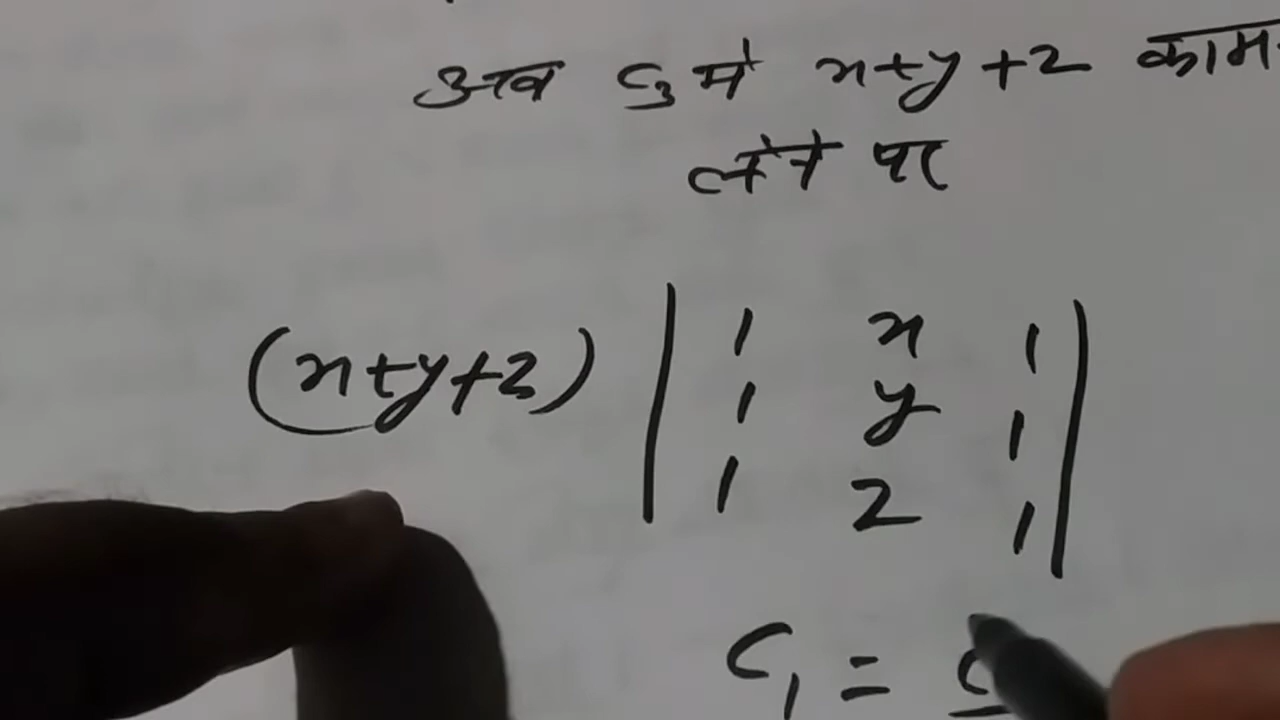 अब C₃ मे x+y+z कामन
लेने पर
(x+y+z) | 1 x 1 |
| 1 y 1 |
| 1 z 1 |
C₁ = C